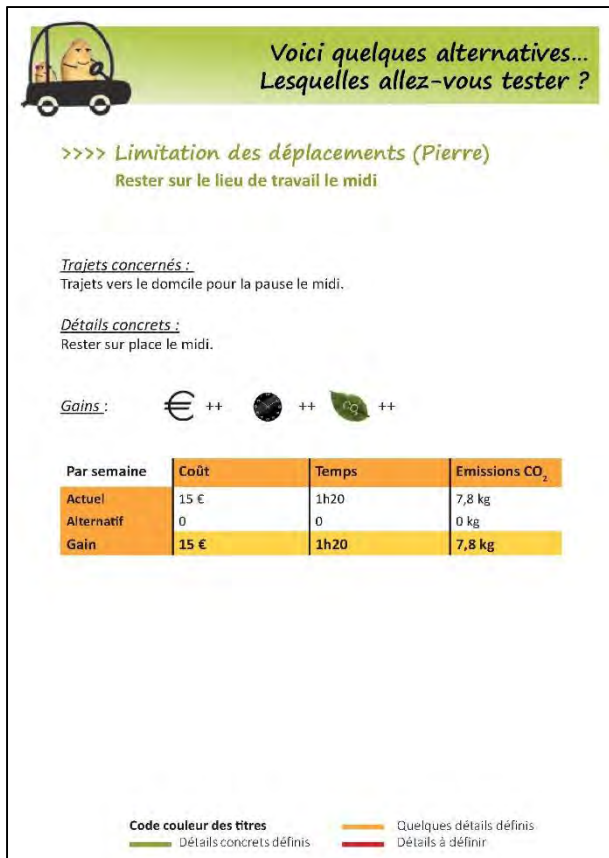 Voici quelques alternatives...
Lesquelles allez-vous tester ?
>>>> Limitation des déplacements (Pierre)
Rester sur le lieu de travail le midi
Trajets concernés :
Trajets vers le domcile pour la pause le midi.
Détails concrets :
Rester sur place le midi.
Gains : € ++ ++ CO2 ++
Par semaine Coût Temps Emissions CO2
Actuel 15 € 1h20 7,8 kg
Alternatif 0 0 0 kg
Gain 15 € 1h20 7,8 kg
Code couleur des titres Quelques détails définis
Détails concrets définis Détails à définir